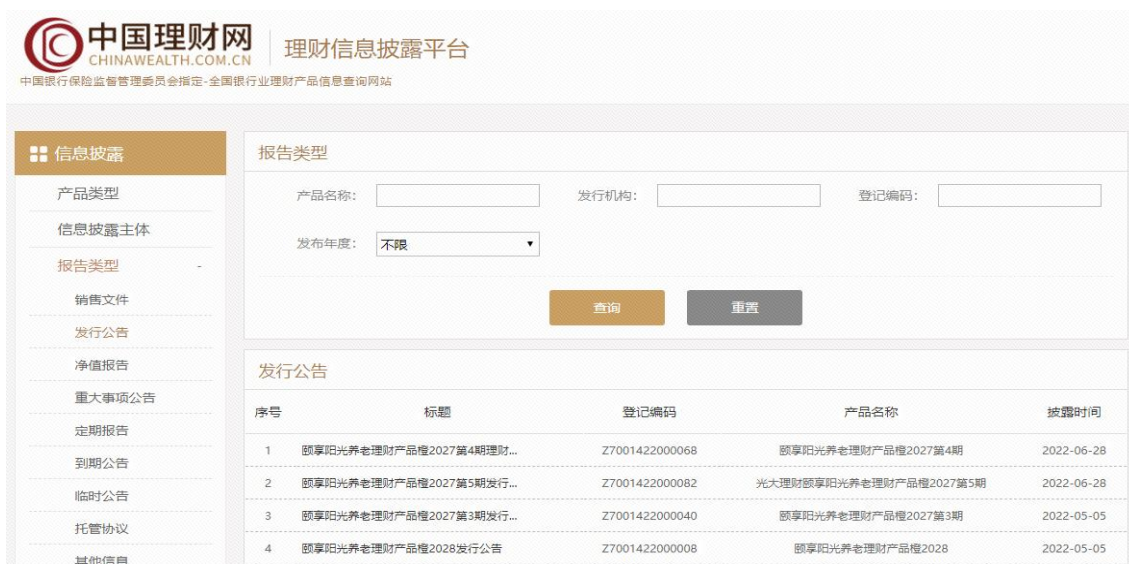 中国理财网
CHINAWEALTH.COM.CN
理财信息披露平台
中国银行保险监督管理委员会指定-全国银行业理财产品信息查询网站
信息披露
产品类型
信息披露主体
报告类型 -
销售文件
发行公告
净值报告
重大事项公告
定期报告
到期公告
临时公告
托管协议
其他信息
报告类型
产品名称: 发行机构: 登记编码:
发布年度: 不限
查询 重置
发行公告
序号 标题 登记编码 产品名称 披露时间
1 颐享阳光养老理财产品橙2027第4期理财... Z7001422000068 颐享阳光养老理财产品橙2027第4期 2022-06-28
2 颐享阳光养老理财产品橙2027第5期发行... Z7001422000082 光大理财颐享阳光养老理财产品橙2027第5期 2022-06-28
3 颐享阳光养老理财产品橙2027第3期发行... Z7001422000040 颐享阳光养老理财产品橙2027第3期 2022-05-05
4 颐享阳光养老理财产品橙2028发行公告 Z7001422000008 颐享阳光养老理财产品橙2028 2022-05-05